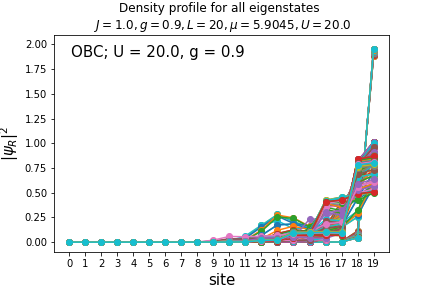 Density profile for all eigenstates
J = 1.0, g = 0.9, L = 20, μ = 5.9045, U = 20.0
OBC; U = 20.0, g = 0.9
|ψ_R|^2
2.00
1.75
1.50
1.25
1.00
0.75
0.50
0.25
0.00
0 1 2 3 4 5 6 7 8 9 10 11 12 13 14 15 16 17 18 19
site